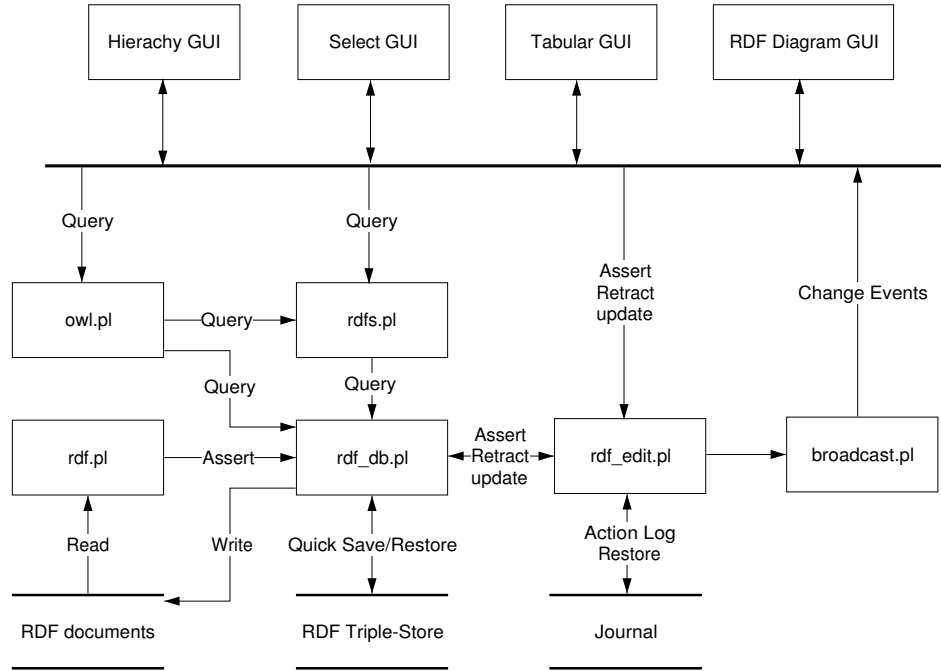 Hierachy GUI
Select GUI
Tabular GUI
RDF Diagram GUI
Query
Query
Assert
Retract
update
Change Events
owl.pl
Query
rdfs.pl
Query
Query
rdf.pl
Assert
rdf_db.pl
Assert
Retract
update
rdf_edit.pl
broadcast.pl
Read
Write
Quick Save/Restore
Action Log
Restore
RDF documents
RDF Triple-Store
Journal